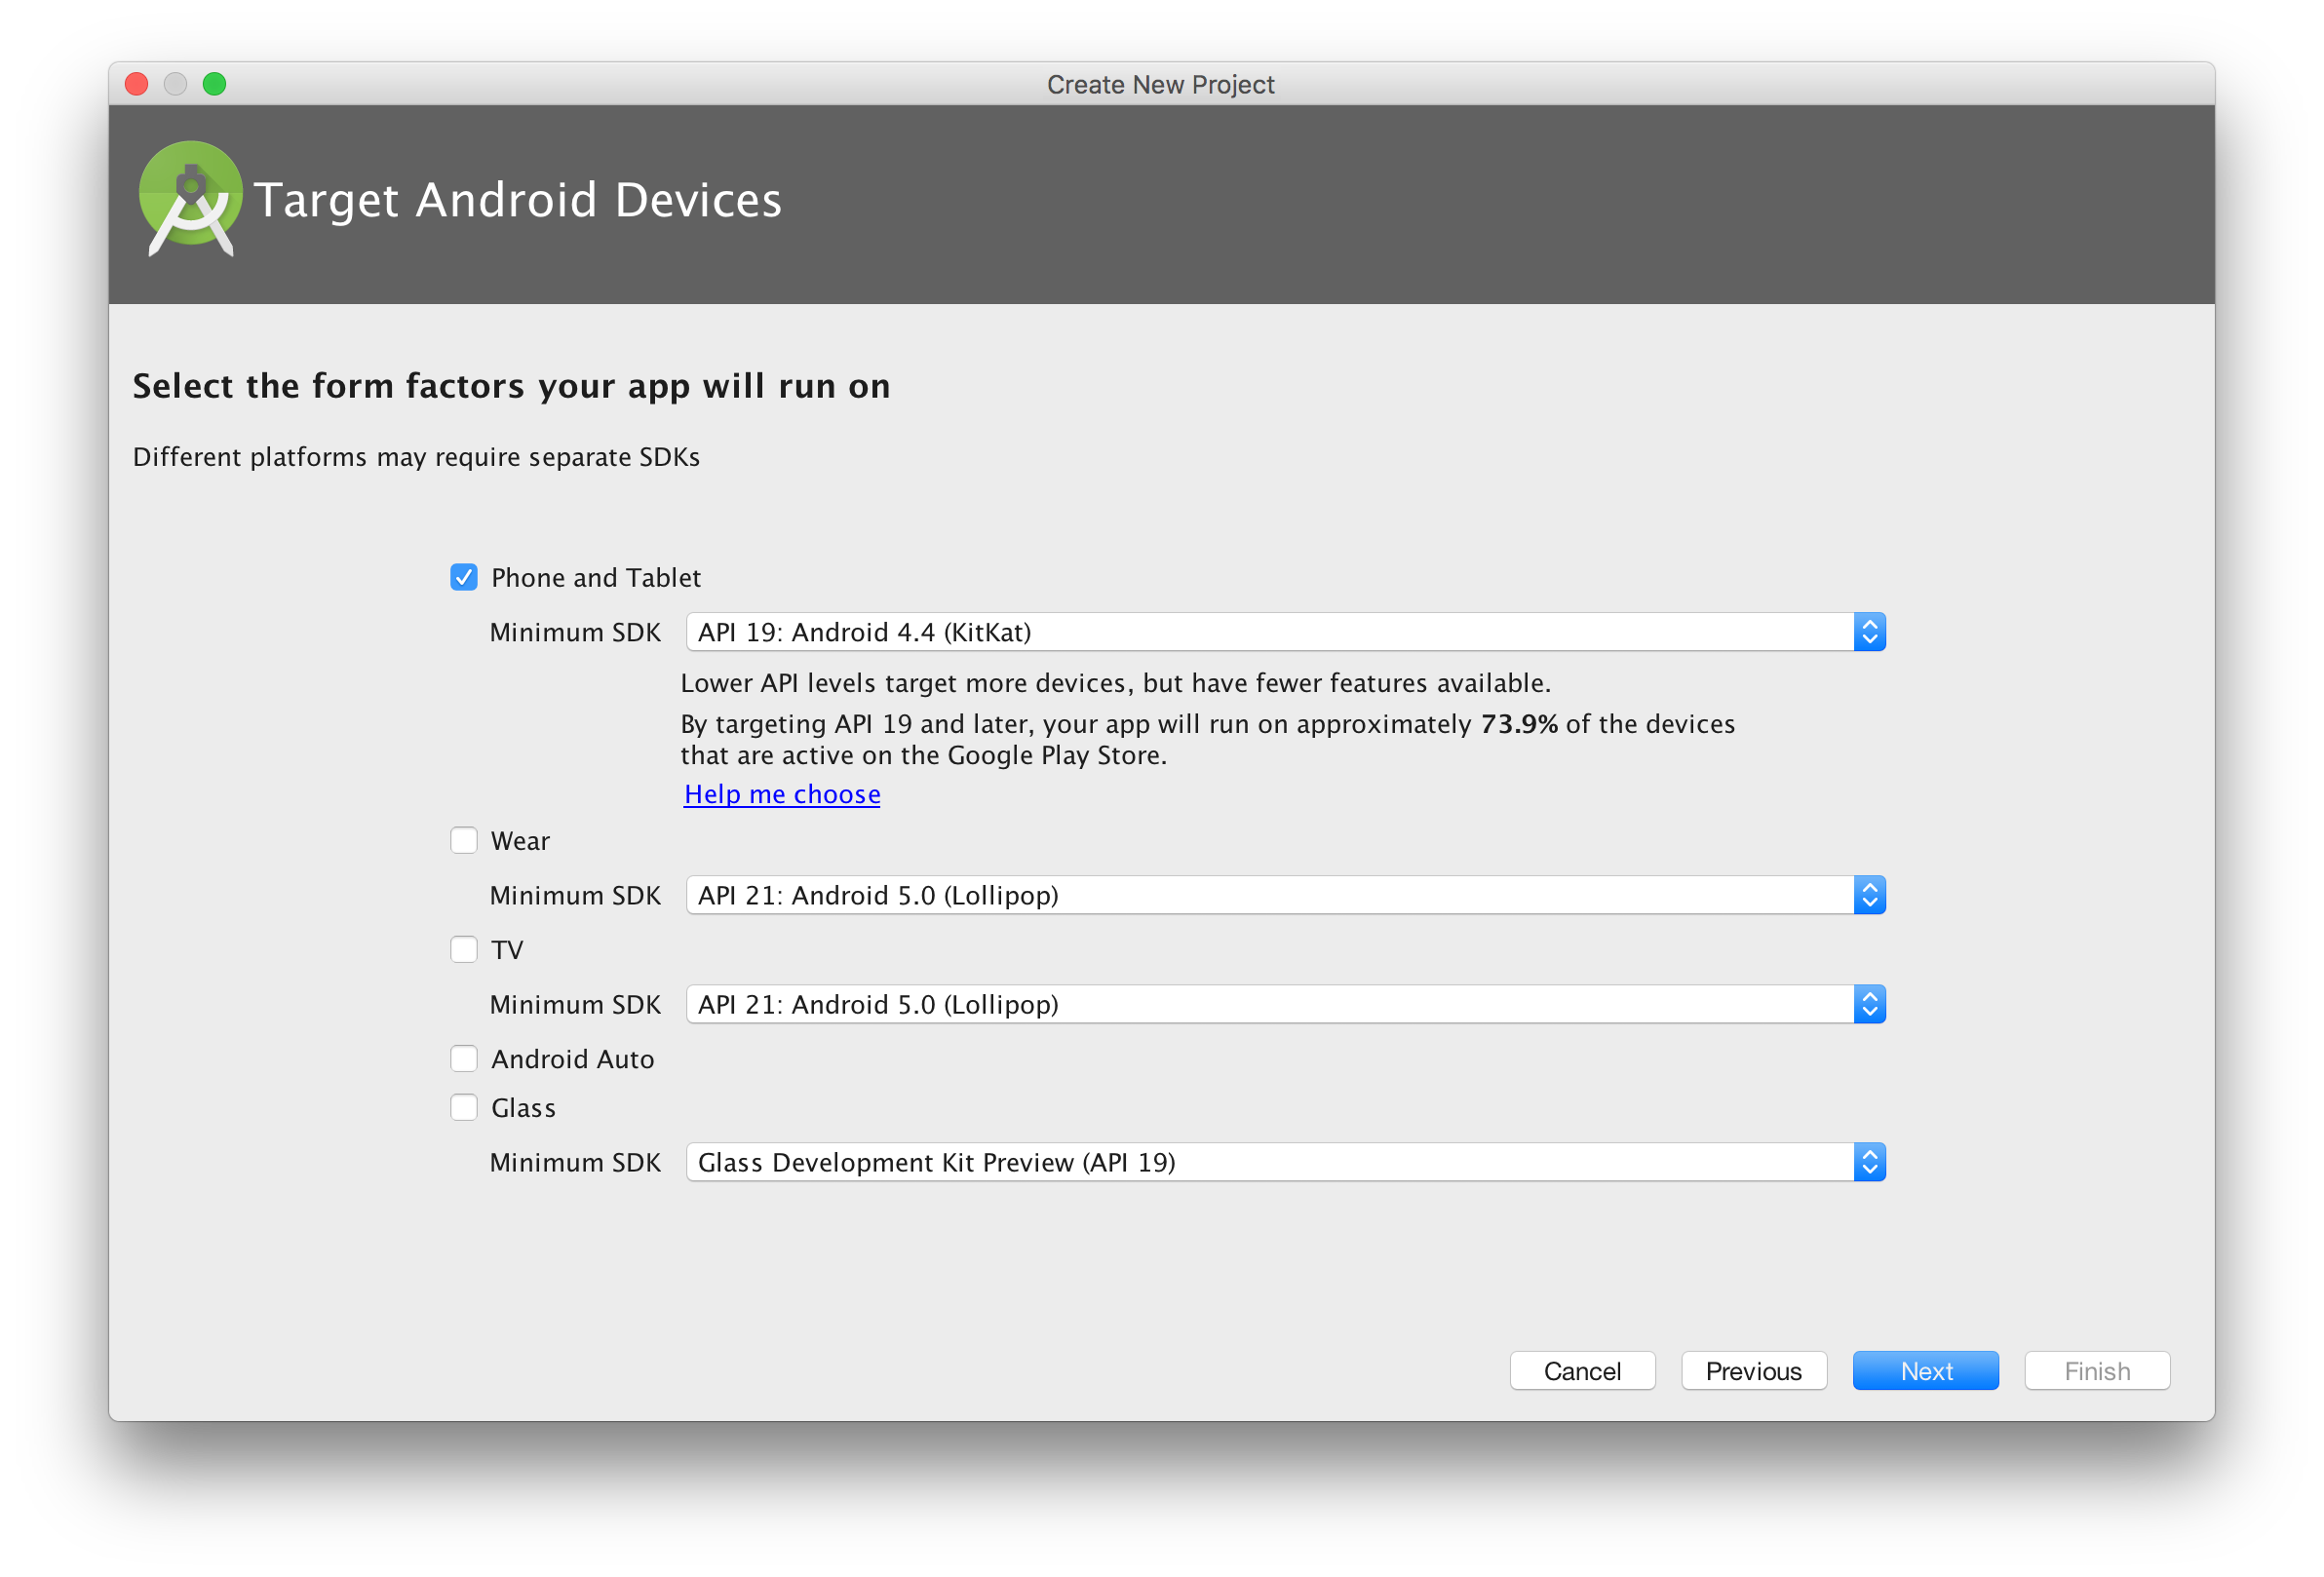 Create New Project
Target Android Devices
Select the form factors your app will run on
Different platforms may require separate SDKs
Phone and Tablet
Minimum SDK API 19: Android 4.4 (KitKat)
Lower API levels target more devices, but have fewer features available.
By targeting API 19 and later, your app will run on approximately 73.9% of the devices
that are active on the Google Play Store.
Help me choose
Wear
Minimum SDK API 21: Android 5.0 (Lollipop)
TV
Minimum SDK API 21: Android 5.0 (Lollipop)
Android Auto
Glass
Minimum SDK Glass Development Kit Preview (API 19)
Cancel Previous Next Finish